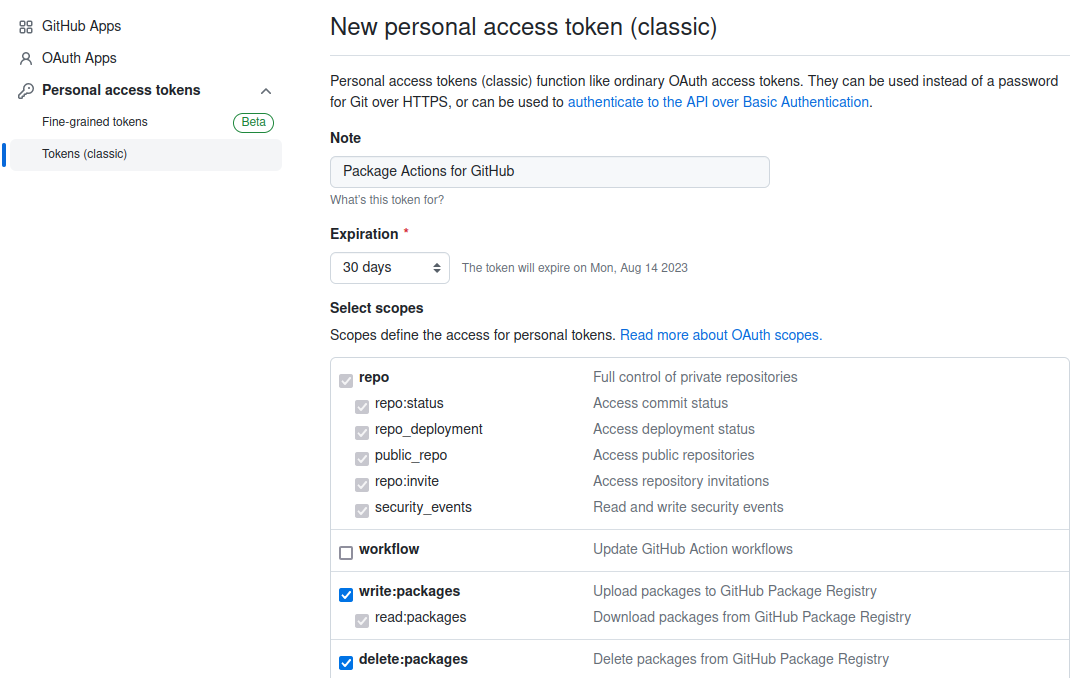 GitHub Apps
OAuth Apps
Personal access tokens
Fine-grained tokens Beta
Tokens (classic)
New personal access token (classic)
Personal access tokens (classic) function like ordinary OAuth access tokens. They can be used instead of a password
for Git over HTTPS, or can be used to authenticate to the API over Basic Authentication.
Note
Package Actions for GitHub
What's this token for?
Expiration *
30 days The token will expire on Mon, Aug 14 2023
Select scopes
Scopes define the access for personal tokens. Read more about OAuth scopes.
repo Full control of private repositories
repo:status Access commit status
repo_deployment Access deployment status
public_repo Access public repositories
repo:invite Access repository invitations
security_events Read and write security events
workflow Update GitHub Action workflows
write:packages Upload packages to GitHub Package Registry
read:packages Download packages from GitHub Package Registry
delete:packages Delete packages from GitHub Package Registry